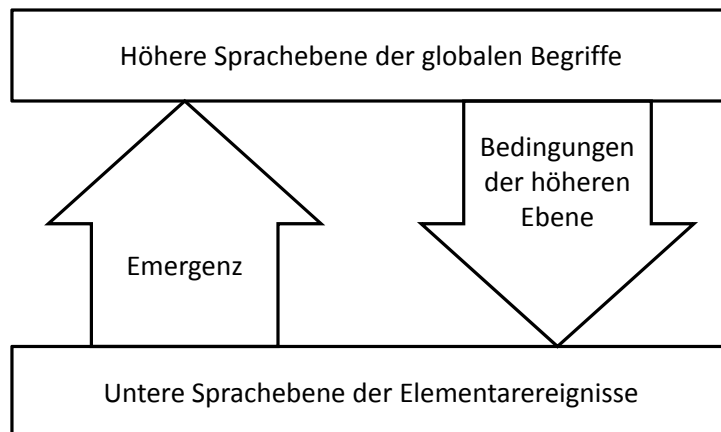 Höhere Sprachebene der globalen Begriffe
Bedingungen
der höheren
Ebene
Emergenz
Untere Sprachebene der Elementarereignisse